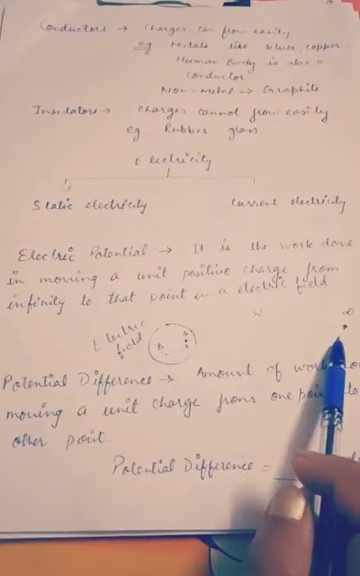 Conductors → Charges can flow easily
eg Metals like silver, copper
Human Body is also a
conductor
Non-Metal → Graphite
Insulators → charges cannot flow easily
eg Rubber glass.
Electricity
Static electricity Current electricity
Electric Potential → It is the work done
in moving a unit positive charge from
infinity to that point in a electric field
W ∞
Electric
field
Potential Difference → Amount of work
moving a unit charge from one point to
other point.
Potential Difference =